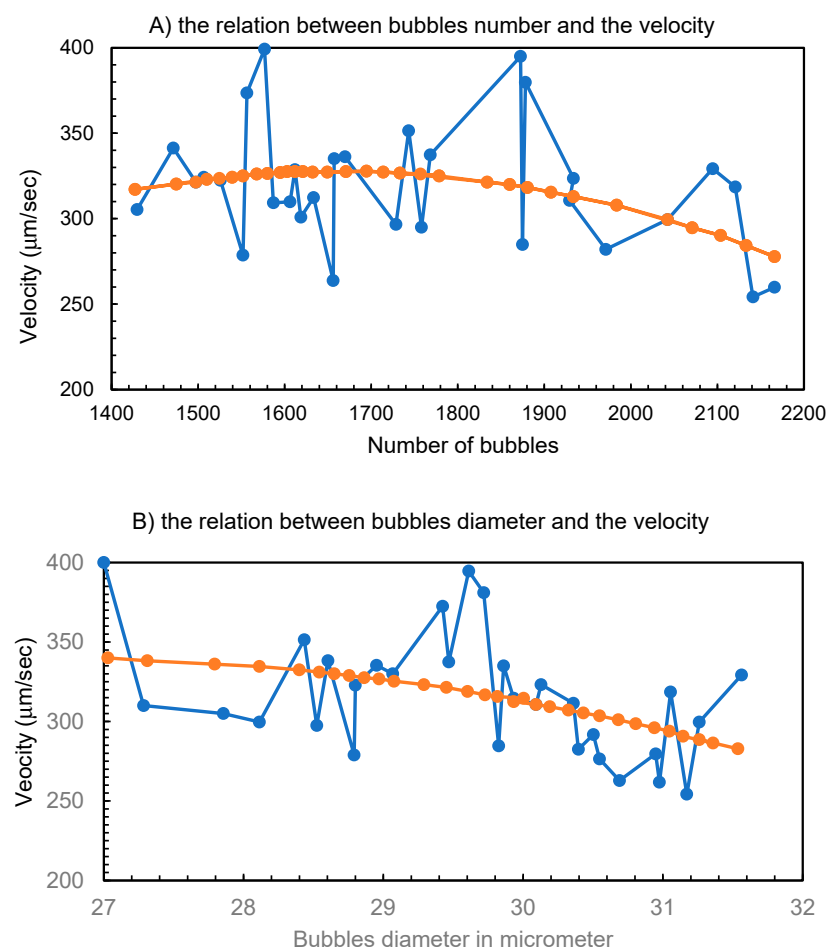 A) the relation between bubbles number and the velocity
400
350
300
250
200
Velocity (μm/sec)
1400 1500 1600 1700 1800 1900 2000 2100 2200
Number of bubbles
B) the relation between bubbles diameter and the velocity
400
350
300
250
200
Veocity (μm/sec)
27 28 29 30 31 32
Bubbles diameter in micrometer